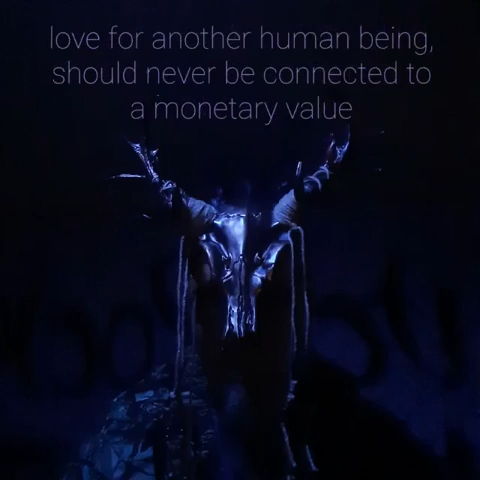 love for another human being,
should never be connected to
a monetary value